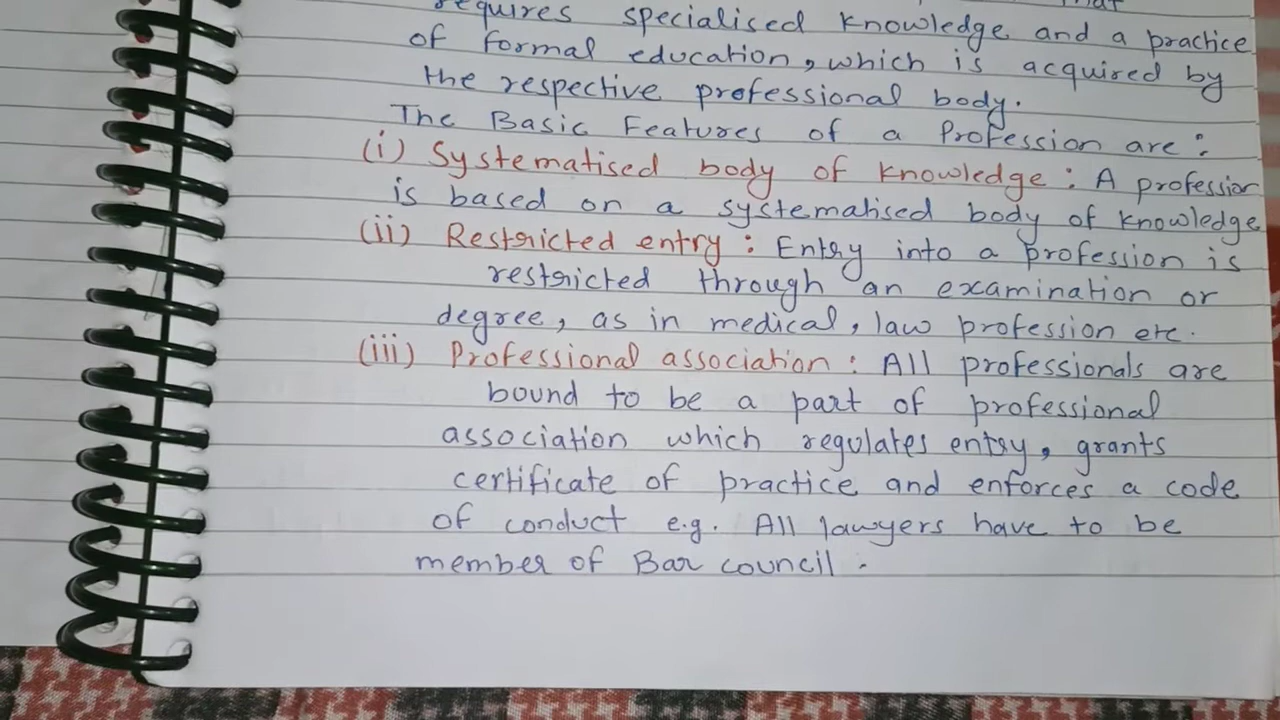 requires specialised knowledge and a practice
of formal education, which is acquired by
the respective professional body.
The Basic Features of a Profession are :
(i) Systematised body of knowledge : A profession
is based on a systematised body of knowledge
(ii) Restricted entry : Entry into a profession is
restricted through an examination or
degree, as in medical, law profession etc.
(iii) Professional association : All professionals are
bound to be a part of professional
association which regulates entry, grants
certificate of practice and enforces a code
of conduct e.g. All lawyers have to be
member of Bar council .